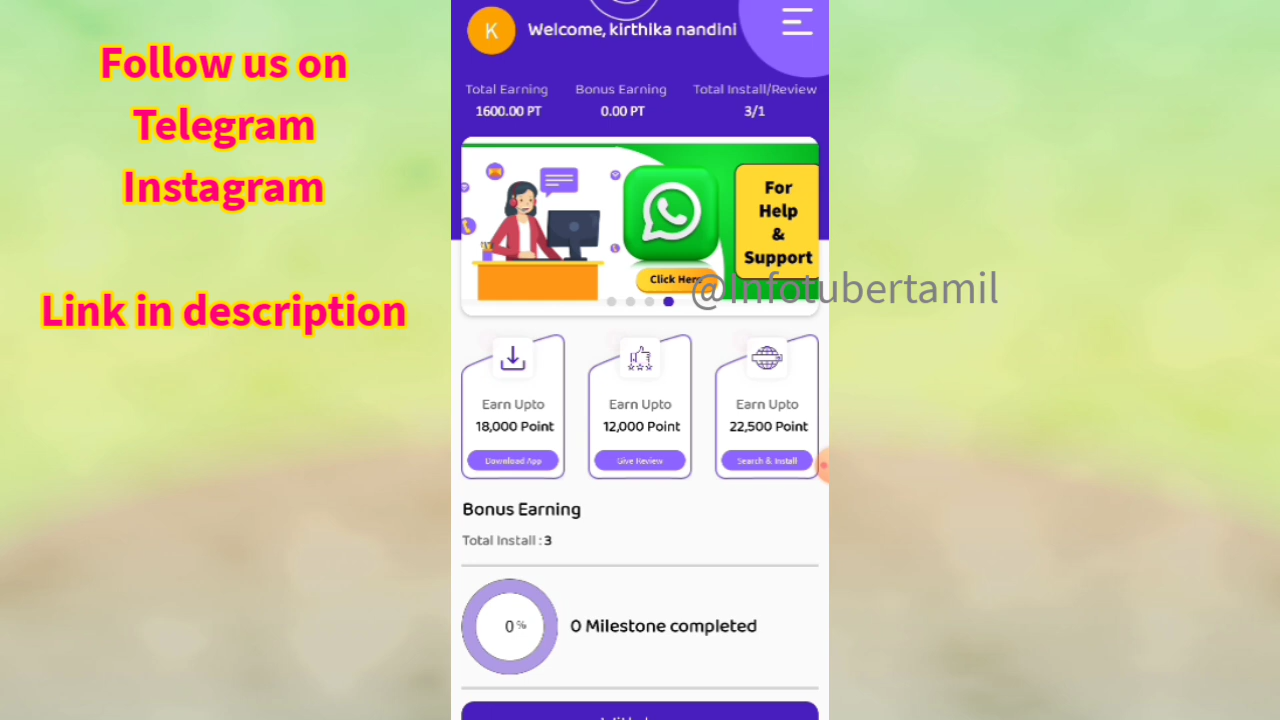 Follow us on
Telegram
Instagram
Link in description
K
Welcome, kirthika nandini
Total Earning
Bonus Earning
Total Install/Review
1600.00 PT
0.00 PT
3/1
For
Help
&
Support
Click Here
@Infotubertamil
Earn Upto
18,000 Point
Download App
Earn Upto
12,000 Point
Give Review
Earn Upto
22,500 Point
Search & Install
Bonus Earning
Total Install : 3
0 %
0 Milestone completed